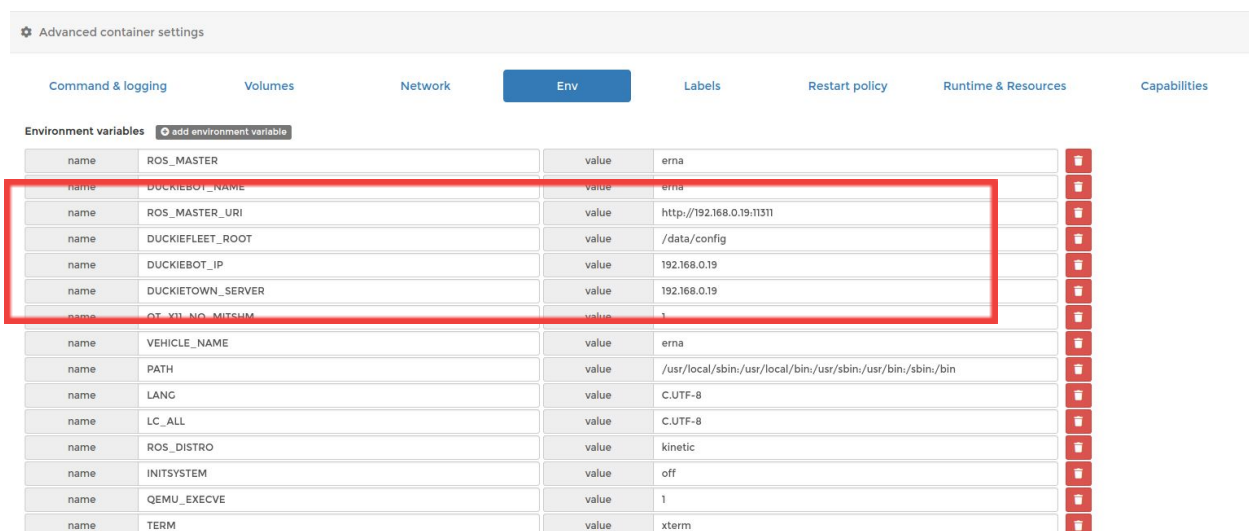 Advanced container settings
Command & logging Volumes Network Env Labels Restart policy Runtime & Resources Capabilities
Environment variables add environment variable
name ROS_MASTER value erna
name DUCKIEBOT_NAME value erna
name ROS_MASTER_URI value http://192.168.0.19:11311
name DUCKIEFLEET_ROOT value /data/config
name DUCKIEBOT_IP value 192.168.0.19
name DUCKIETOWN_SERVER value 192.168.0.19
name QT_X11_NO_MITSHM value 1
name VEHICLE_NAME value erna
name PATH value /usr/local/sbin:/usr/local/bin:/usr/sbin:/usr/bin:/sbin:/bin
name LANG value C.UTF-8
name LC_ALL value C.UTF-8
name ROS_DISTRO value kinetic
name INITSYSTEM value off
name QEMU_EXECVE value 1
name TERM value xterm